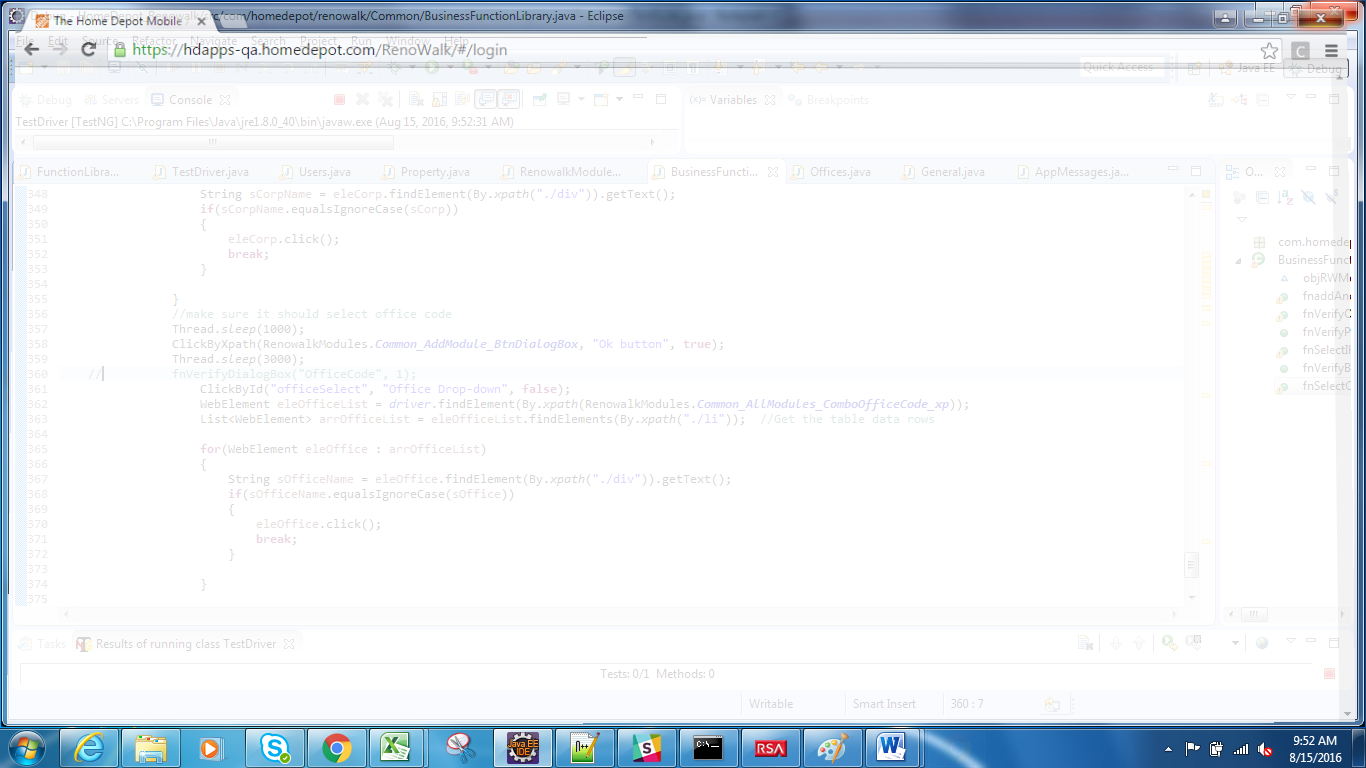 /src/com/homedepot/renowalk/Common/BusinessFunctionLibrary.java - Eclipse
The Home Depot Mobile
File Edit Source Refactor Navigate Search Project Run Window Help
https://hdapps-qa.homedepot.com/RenoWalk/#/login
Quick Access Java EE Debug
Debug Servers Console Variables Breakpoints
TestDriver [TestNG] C:\Program Files\Java\jre1.8.0_40\bin\javaw.exe (Aug 15, 2016, 9:52:31 AM)
FunctionLibra... TestDriver.java Users.java Property.java RenowalkModule... BusinessFuncti... Offices.java General.java AppMessages.ja... O...
348 String sCorpName = eleCorp.findElement(By.xpath("./div")).getText();
349 if(sCorpName.equalsIgnoreCase(sCorp))
350 {
351 eleCorp.click();
352 break;
353 }
354
355 }
356 //make sure it should select office code
357 Thread.sleep(1000);
358 ClickByXpath(RenowalkModules.Common_AddModule_BtnDialogBox, "Ok button", true);
359 Thread.sleep(3000);
360 // fnVerifyDialogBox("OfficeCode", 1);
361 ClickById("officeSelect", "Office Drop-down", false);
362 WebElement eleOfficeList = driver.findElement(By.xpath(RenowalkModules.Common_AllModules_ComboOfficeCode_xp));
363 List<WebElement> arrOfficeList = eleOfficeList.findElements(By.xpath("./li")); //Get the table data rows
364
365 for(WebElement eleOffice : arrOfficeList)
366 {
367 String sOfficeName = eleOffice.findElement(By.xpath("./div")).getText();
368 if(sOfficeName.equalsIgnoreCase(sOffice))
369 {
370 eleOffice.click();
371 break;
372 }
373
374 }
375
com.homede
BusinessFunc
objRWM
fnaddAn
fnVerifyC
fnVerifyP
fnSelectI
fnVerifyB
fnSelectC
Tasks Results of running class TestDriver
Tests: 0/1 Methods: 0
Writable Smart Insert 360 : 7
Java EE
IDE
C:\
RSA
9:52 AM
8/15/2016